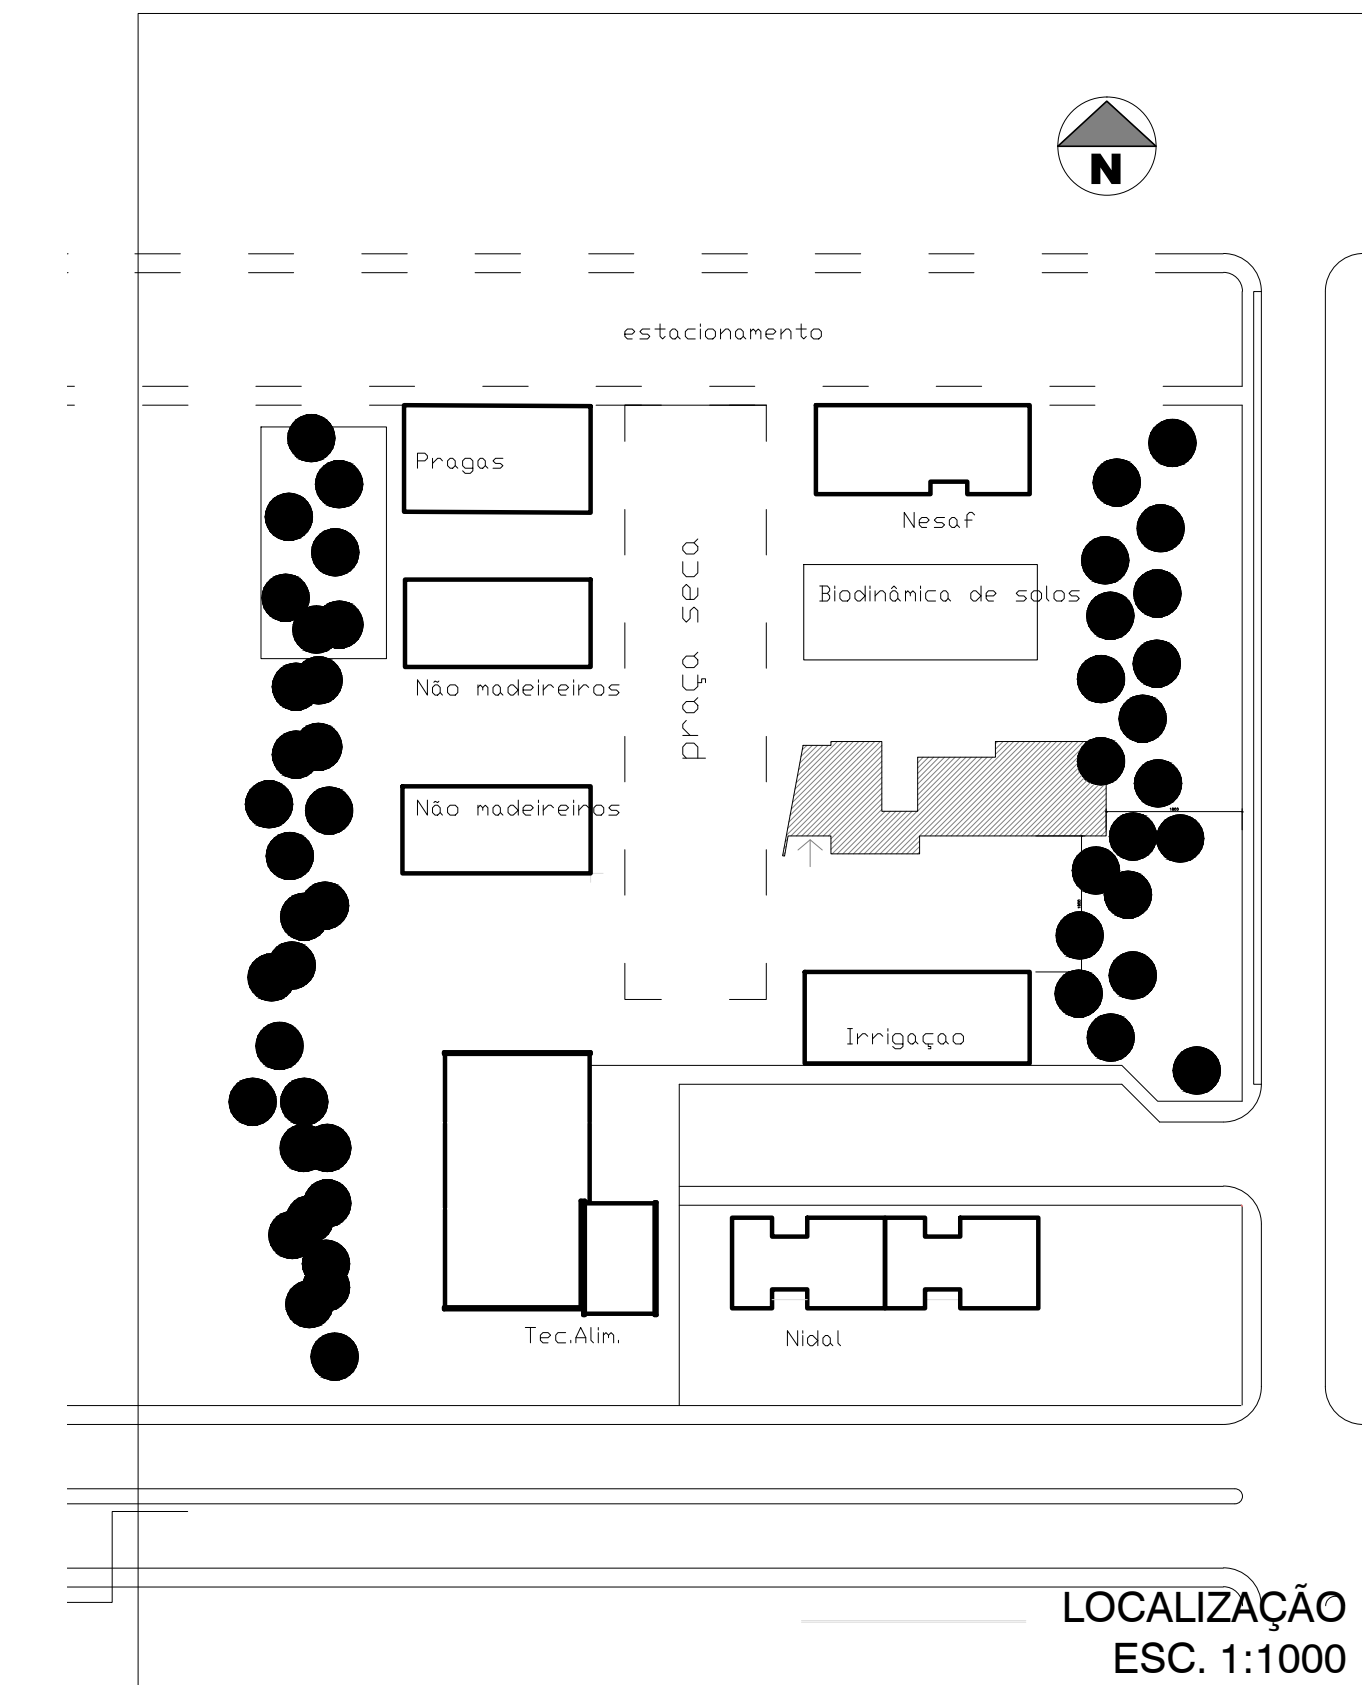 N
estacionamento
Pragas
Nesaf
praça seca
Biodinâmica de solos
Não madeireiros
Não madeireiros
Irrigaçao
Tec.Alim.
Nidal
LOCALIZAÇÃO
ESC. 1:1000